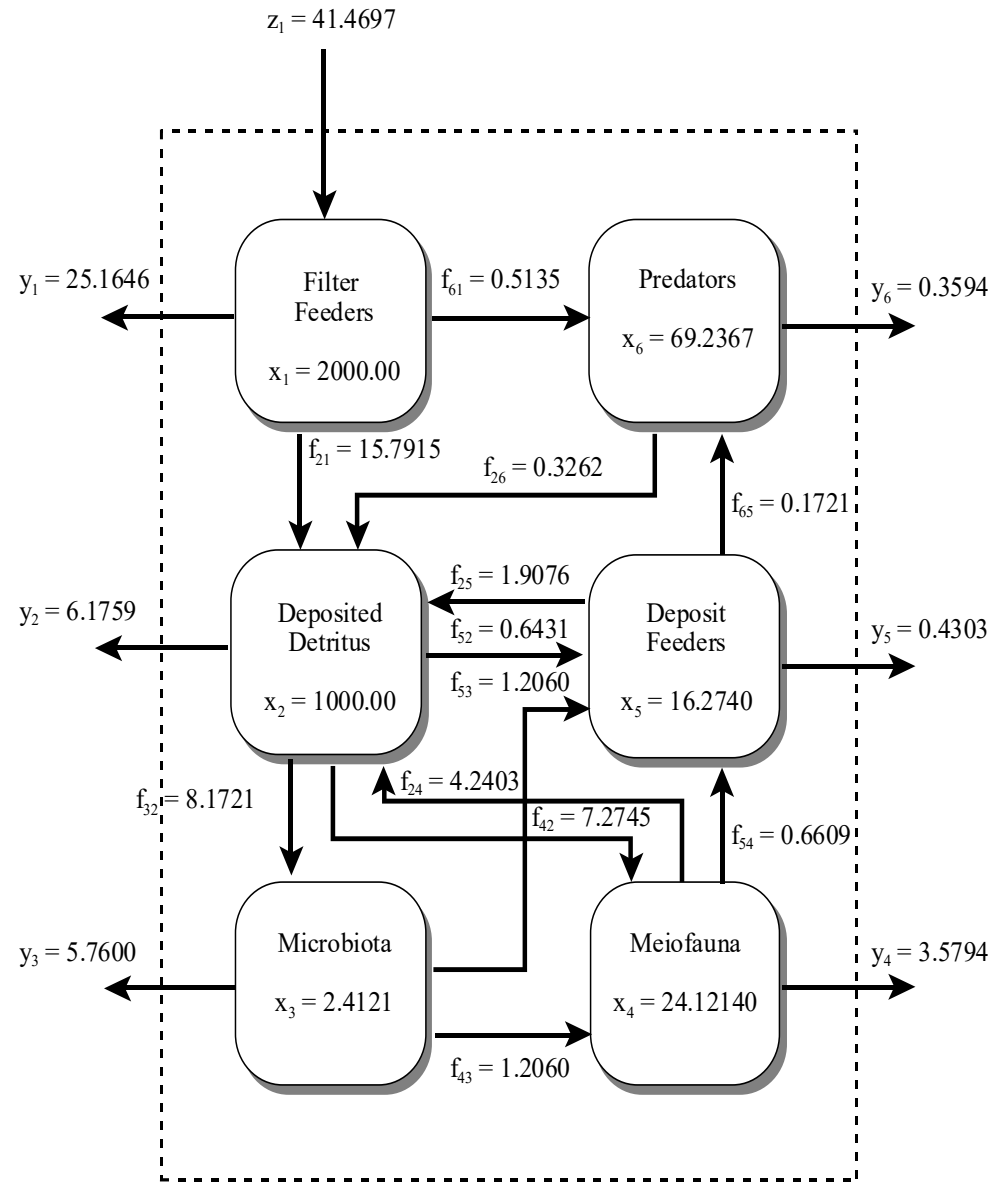 z₁ = 41.4697
y₁ = 25.1646
Filter
Feeders
x₁ = 2000.00
f₆₁ = 0.5135
Predators
x₆ = 69.2367
y₆ = 0.3594
f₂₁ = 15.7915
f₂₆ = 0.3262
f₆₅ = 0.1721
y₂ = 6.1759
Deposited
Detritus
x₂ = 1000.00
f₂₅ = 1.9076
f₅₂ = 0.6431
f₅₃ = 1.2060
Deposit
Feeders
x₅ = 16.2740
y₅ = 0.4303
f₃₂ = 8.1721
f₂₄ = 4.2403
f₄₂ = 7.2745
f₅₄ = 0.6609
y₃ = 5.7600
Microbiota
x₃ = 2.4121
f₄₃ = 1.2060
Meiofauna
x₄ = 24.12140
y₄ = 3.5794